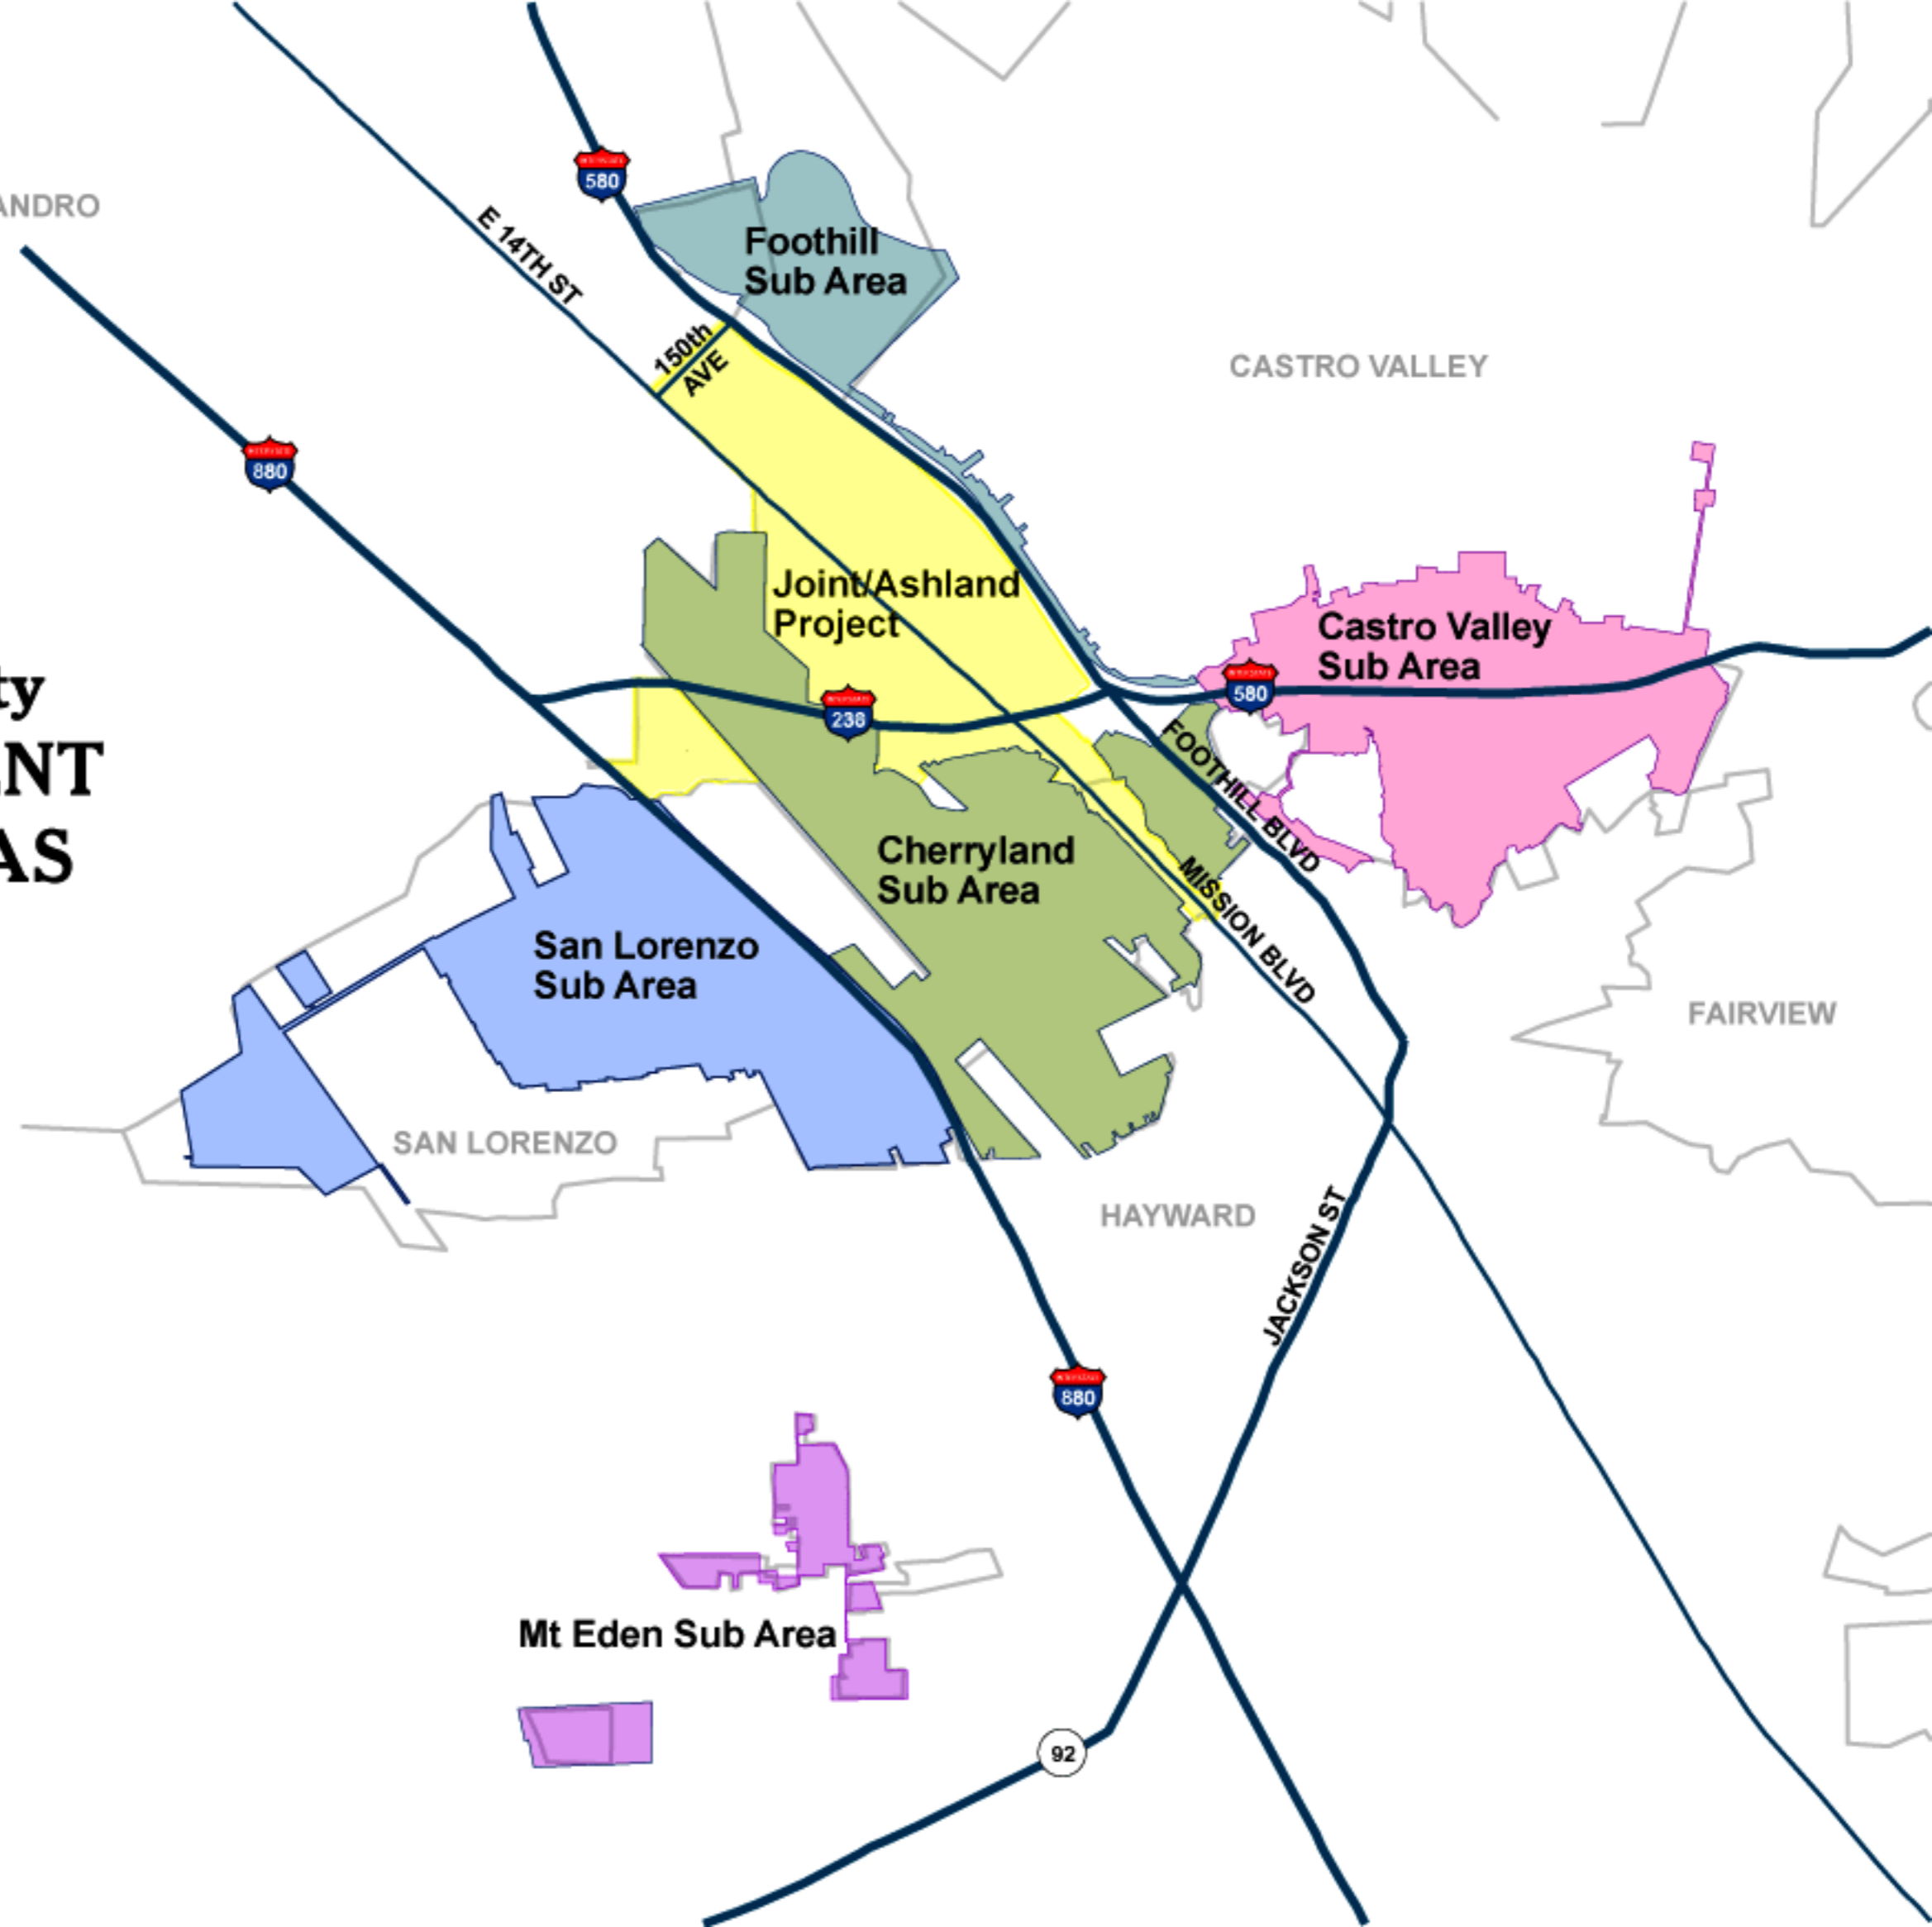 580
ANDRO
E 14TH ST
Foothill
Sub Area
150th
AVE
CASTRO VALLEY
880
Joint/Ashland
Project
Castro Valley
Sub Area
580
ty
238
NT
FOOTHILL BLVD
AS
Cherryland
Sub Area
MISSION BLVD
San Lorenzo
Sub Area
FAIRVIEW
SAN LORENZO
HAYWARD
JACKSON ST
880
Mt Eden Sub Area
92